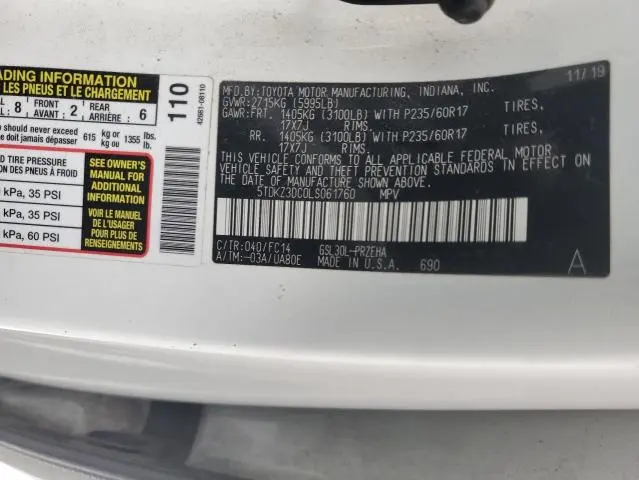 ADING INFORMATION
LES PNEUS ET LE CHARGEMENT
8 FRONT AVANT : 2 REAR ARRIÈRE : 6
should never exceed
e doit jamais dépasser 615 kg or kg ou 1355 lbs. lb.
TIRE PRESSURE
ON DES PNEUS À FROID
kPa, 35 PSI
kPa, 35 PSI
kPa, 60 PSI
SEE OWNER'S
MANUAL FOR
ADDITIONAL
INFORMATION
VOIR LE MANUEL
DE L'USAGER
POUR PLUS DE
RENSEIGNEMENTS
110
42661-08110
MFD. BY: TOYOTA MOTOR MANUFACTURING, INDIANA, INC. 11/19
GVWR: 2715KG (5995LB)
GAWR: FRT. 1405KG (3100LB) WITH P235/60R17 TIRES,
17X7J RIMS.
RR. 1405KG (3100LB) WITH P235/60R17 TIRES,
17X7J RIMS.
THIS VEHICLE CONFORMS TO ALL APPLICABLE FEDERAL MOTOR
VEHICLE SAFETY AND THEFT PREVENTION STANDARDS IN EFFECT ON
THE DATE OF MANUFACTURE SHOWN ABOVE.
5TDKZ3DC0LS061760 MPV
C/TR: 040/FC14 GSL30L-PRZEHA
A/TM: -03A/UA80E MADE IN U.S.A. 690 A